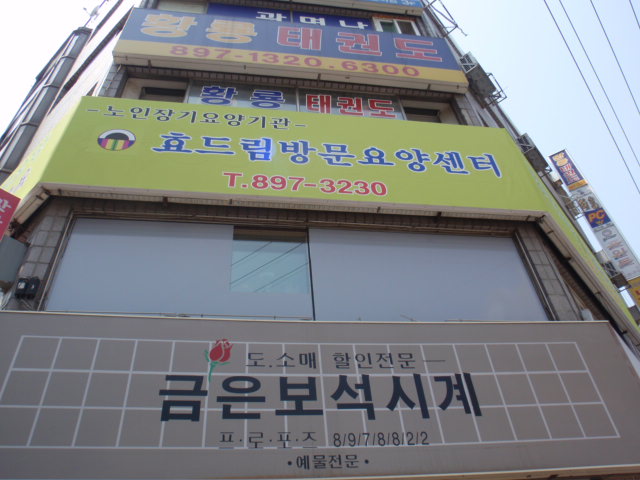 과명나
황룡태권도
897-1320.6300
황룡 태권도
-노인장기요양기관-
효드림방문요양센터
T.897-3230
도.소매 할인전문
금은보석시계
프·로·포즈 8/9/7/8/8/2/2
·예물전문·
PC